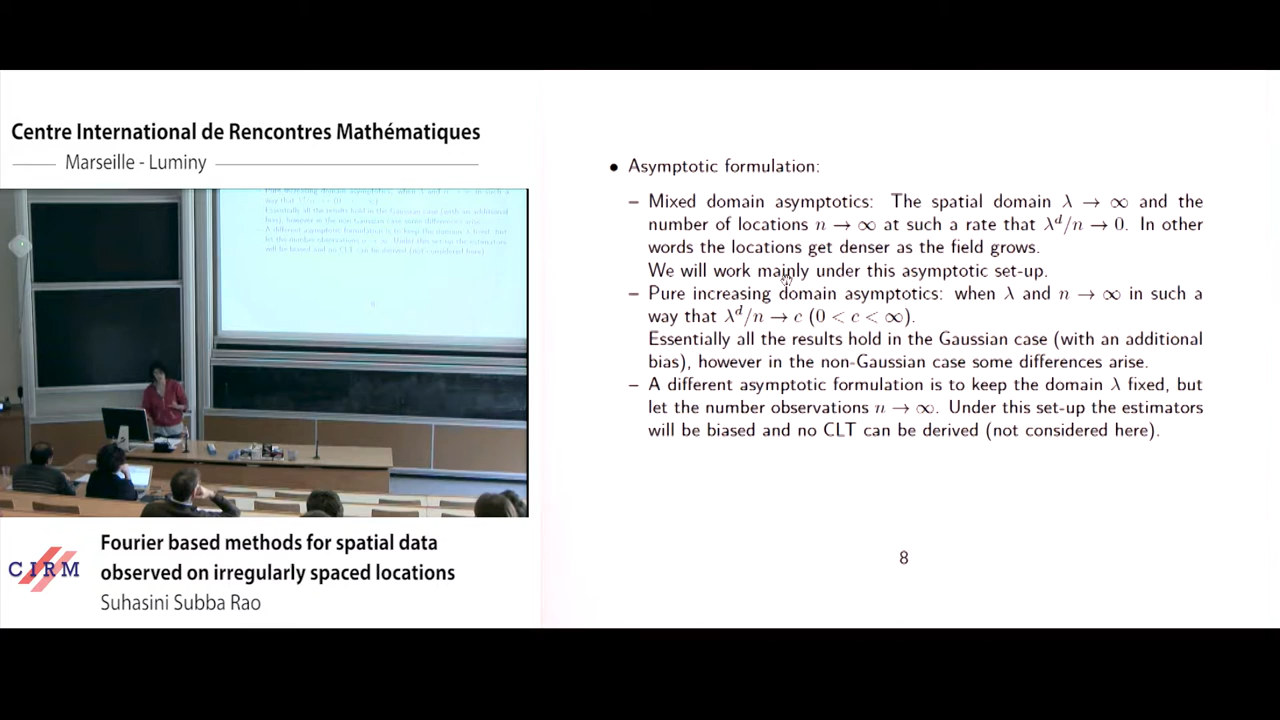 Centre International de Rencontres Mathématiques
Marseille - Luminy
• Asymptotic formulation:
– Mixed domain asymptotics: The spatial domain λ → ∞ and the
number of locations n → ∞ at such a rate that λ^d/n → 0. In other
words the locations get denser as the field grows.
We will work mainly under this asymptotic set-up.
– Pure increasing domain asymptotics: when λ and n → ∞ in such a
way that λ^d/n → c (0 < c < ∞).
Essentially all the results hold in the Gaussian case (with an additional
bias), however in the non-Gaussian case some differences arise.
– A different asymptotic formulation is to keep the domain λ fixed, but
let the number observations n → ∞. Under this set-up the estimators
will be biased and no CLT can be derived (not considered here).
8
CIRM
Fourier based methods for spatial data
observed on irregularly spaced locations
Suhasini Subba Rao